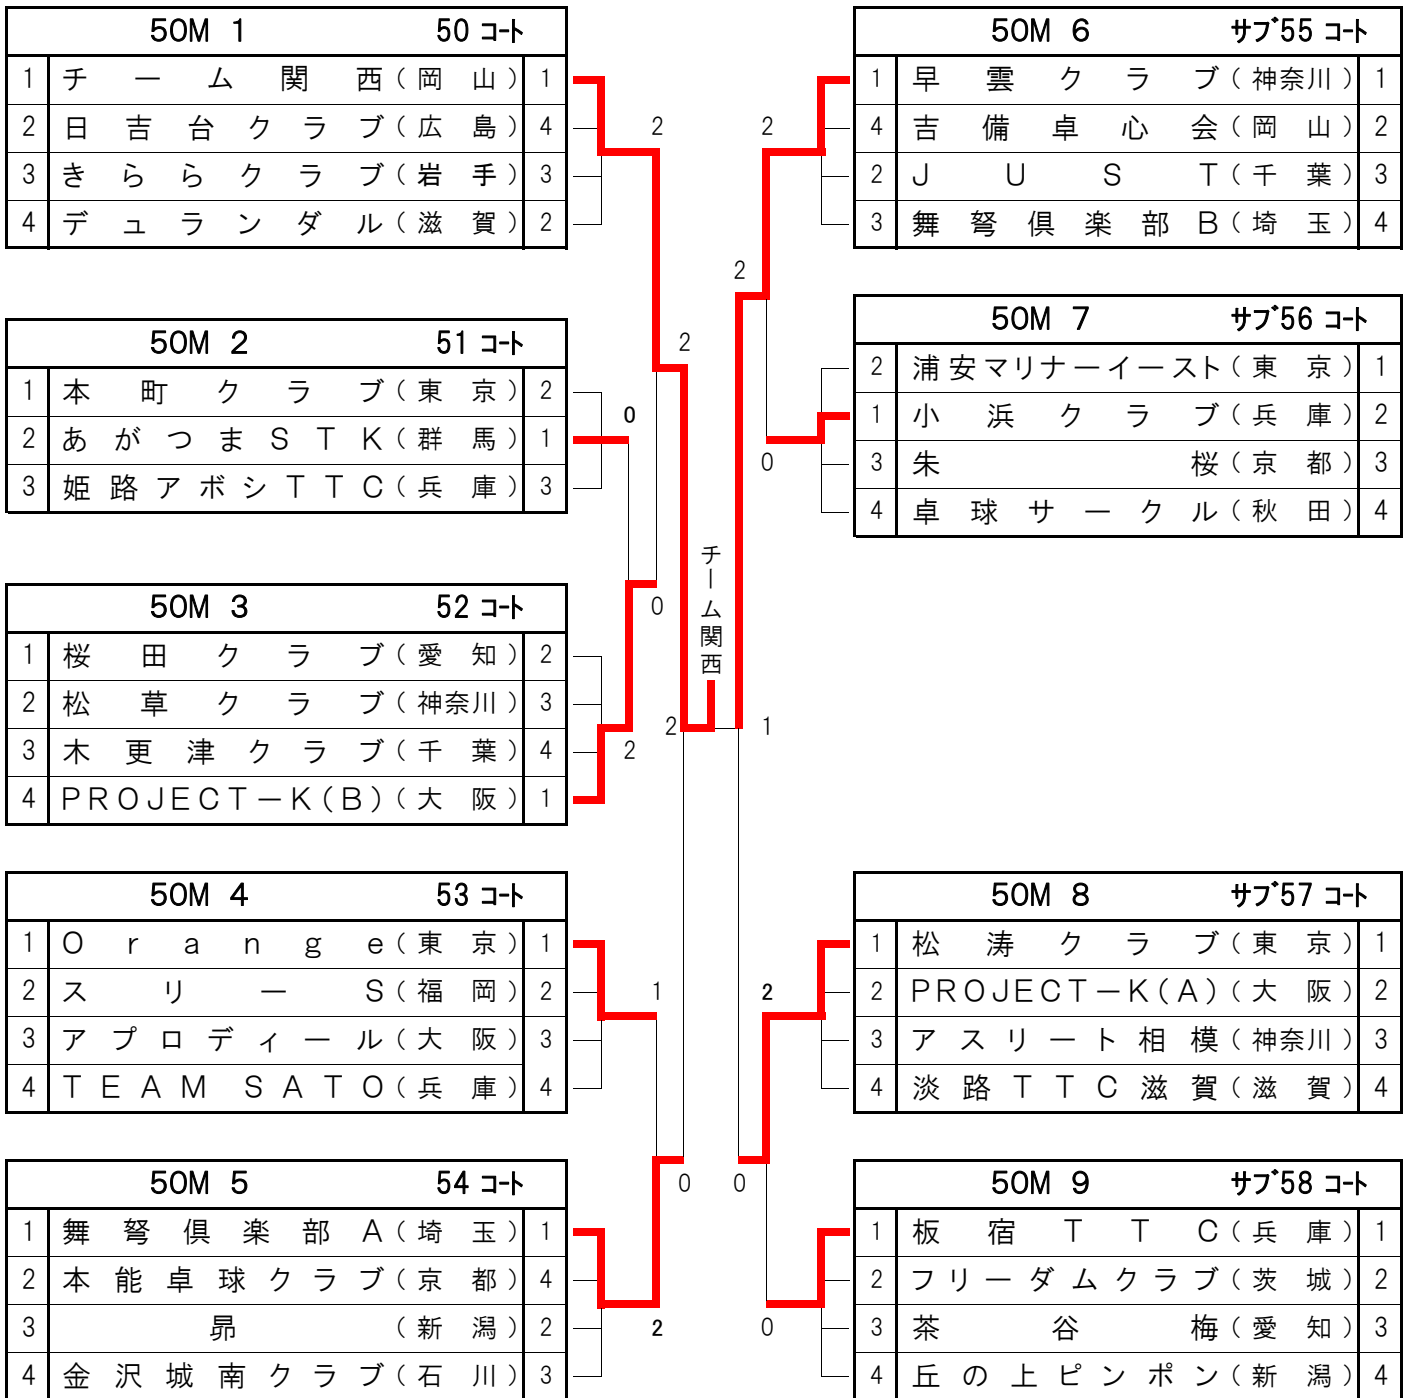 50M 1 50 コート
1 チーム関西(岡山) 1
2 日吉台クラブ(広島) 4
3 きららクラブ(岩手) 3
4 デュランダル(滋賀) 2
50M 2 51 コート
1 本町クラブ(東京) 2
2 あがつまSTK(群馬) 1
3 姫路アボシTTC(兵庫) 3
50M 3 52 コート
1 桜田クラブ(愛知) 2
2 松草クラブ(神奈川) 3
3 木更津クラブ(千葉) 4
4 PROJECT-K(B)(大阪) 1
50M 4 53 コート
1 Orange(東京) 1
2 スリーS(福岡) 2
3 アプロディール(大阪) 3
4 TEAM SATO(兵庫) 4
50M 5 54 コート
1 舞弩倶楽部A(埼玉) 1
2 本能卓球クラブ(京都) 4
3 昴(新潟) 2
4 金沢城南クラブ(石川) 3
2
0
2
2
0
1
2
0
2
チーム関西
1
2
0
2
0
2
0
50M 6 サブ55 コート
1 早雲クラブ(神奈川) 1
4 吉備卓心会(岡山) 2
2 JUST(千葉) 3
3 舞弩倶楽部B(埼玉) 4
50M 7 サブ56 コート
2 浦安マリナーイースト(東京) 1
1 小浜クラブ(兵庫) 2
3 朱桜(京都) 3
4 卓球サークル(秋田) 4
50M 8 サブ57 コート
1 松涛クラブ(東京) 1
2 PROJECT-K(A)(大阪) 2
3 アスリート相模(神奈川) 3
4 淡路TTC滋賀(滋賀) 4
50M 9 サブ58 コート
1 板宿TTC(兵庫) 1
2 フリーダムクラブ(茨城) 2
3 茶谷梅(愛知) 3
4 丘の上ピンポン(新潟) 4